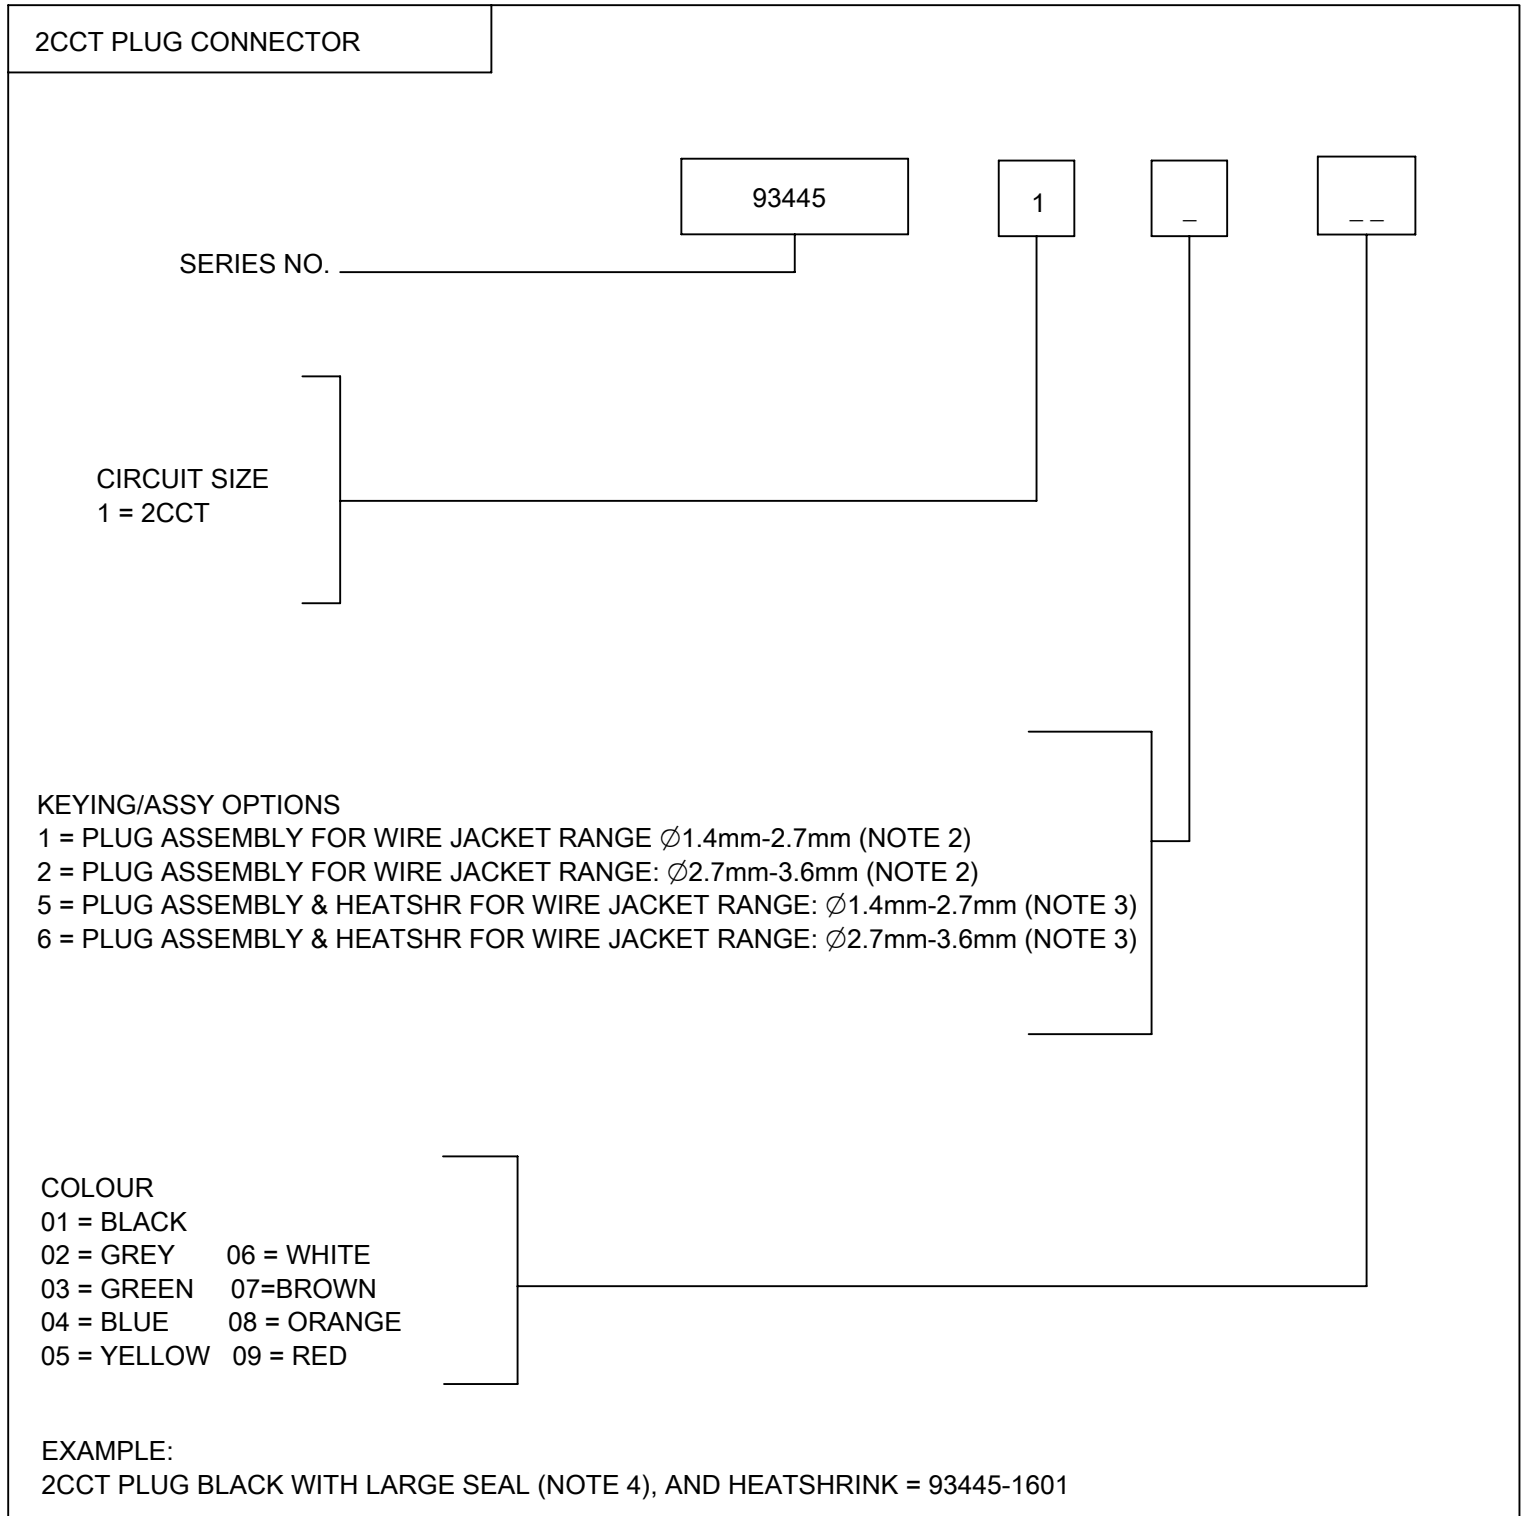 2CCT PLUG CONNECTOR
93445 1 _ _ _
SERIES NO.
CIRCUIT SIZE
1 = 2CCT
KEYING/ASSY OPTIONS
1 = PLUG ASSEMBLY FOR WIRE JACKET RANGE ∅1.4mm-2.7mm (NOTE 2)
2 = PLUG ASSEMBLY FOR WIRE JACKET RANGE: ∅2.7mm-3.6mm (NOTE 2)
5 = PLUG ASSEMBLY & HEATSHR FOR WIRE JACKET RANGE: ∅1.4mm-2.7mm (NOTE 3)
6 = PLUG ASSEMBLY & HEATSHR FOR WIRE JACKET RANGE: ∅2.7mm-3.6mm (NOTE 3)
COLOUR
01 = BLACK
02 = GREY 06 = WHITE
03 = GREEN 07=BROWN
04 = BLUE 08 = ORANGE
05 = YELLOW 09 = RED
EXAMPLE:
2CCT PLUG BLACK WITH LARGE SEAL (NOTE 4), AND HEATSHRINK = 93445-1601